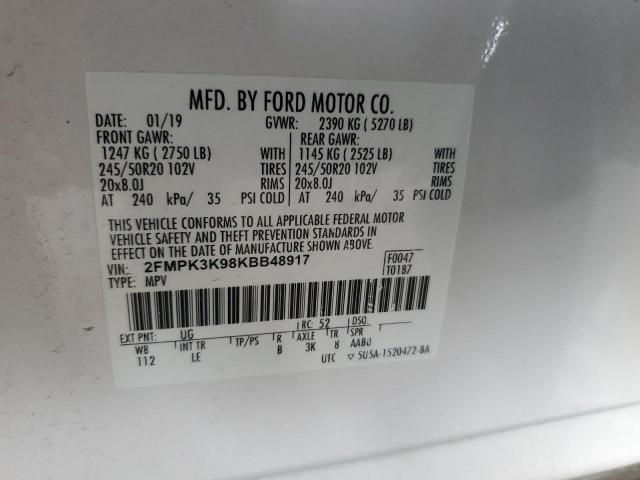 MFD. BY FORD MOTOR CO.
DATE: 01/19 GVWR: 2390 KG ( 5270 LB)
FRONT GAWR: REAR GAWR:
1247 KG ( 2750 LB) WITH 1145 KG ( 2525 LB) WITH
245/50R20 102V TIRES 245/50R20 102V TIRES
20x8.0J RIMS 20x8.0J RIMS
AT 240 kPa/ 35 PSI COLD AT 240 kPa/ 35 PSI COLD
THIS VEHICLE CONFORMS TO ALL APPLICABLE FEDERAL MOTOR
VEHICLE SAFETY AND THEFT PREVENTION STANDARDS IN
EFFECT ON THE DATE OF MANUFACTURE SHOWN ABOVE.
VIN: 2FMPK3K98KBB48917 F0047
TYPE: MPV T0187
EXT PNT: UG RC: 52 DSO:
WB INT TR TP/PS R AXLE TR SPR
112 LE B 3K 8 AABU
UTC ▽ 5U5A-1520472-BA